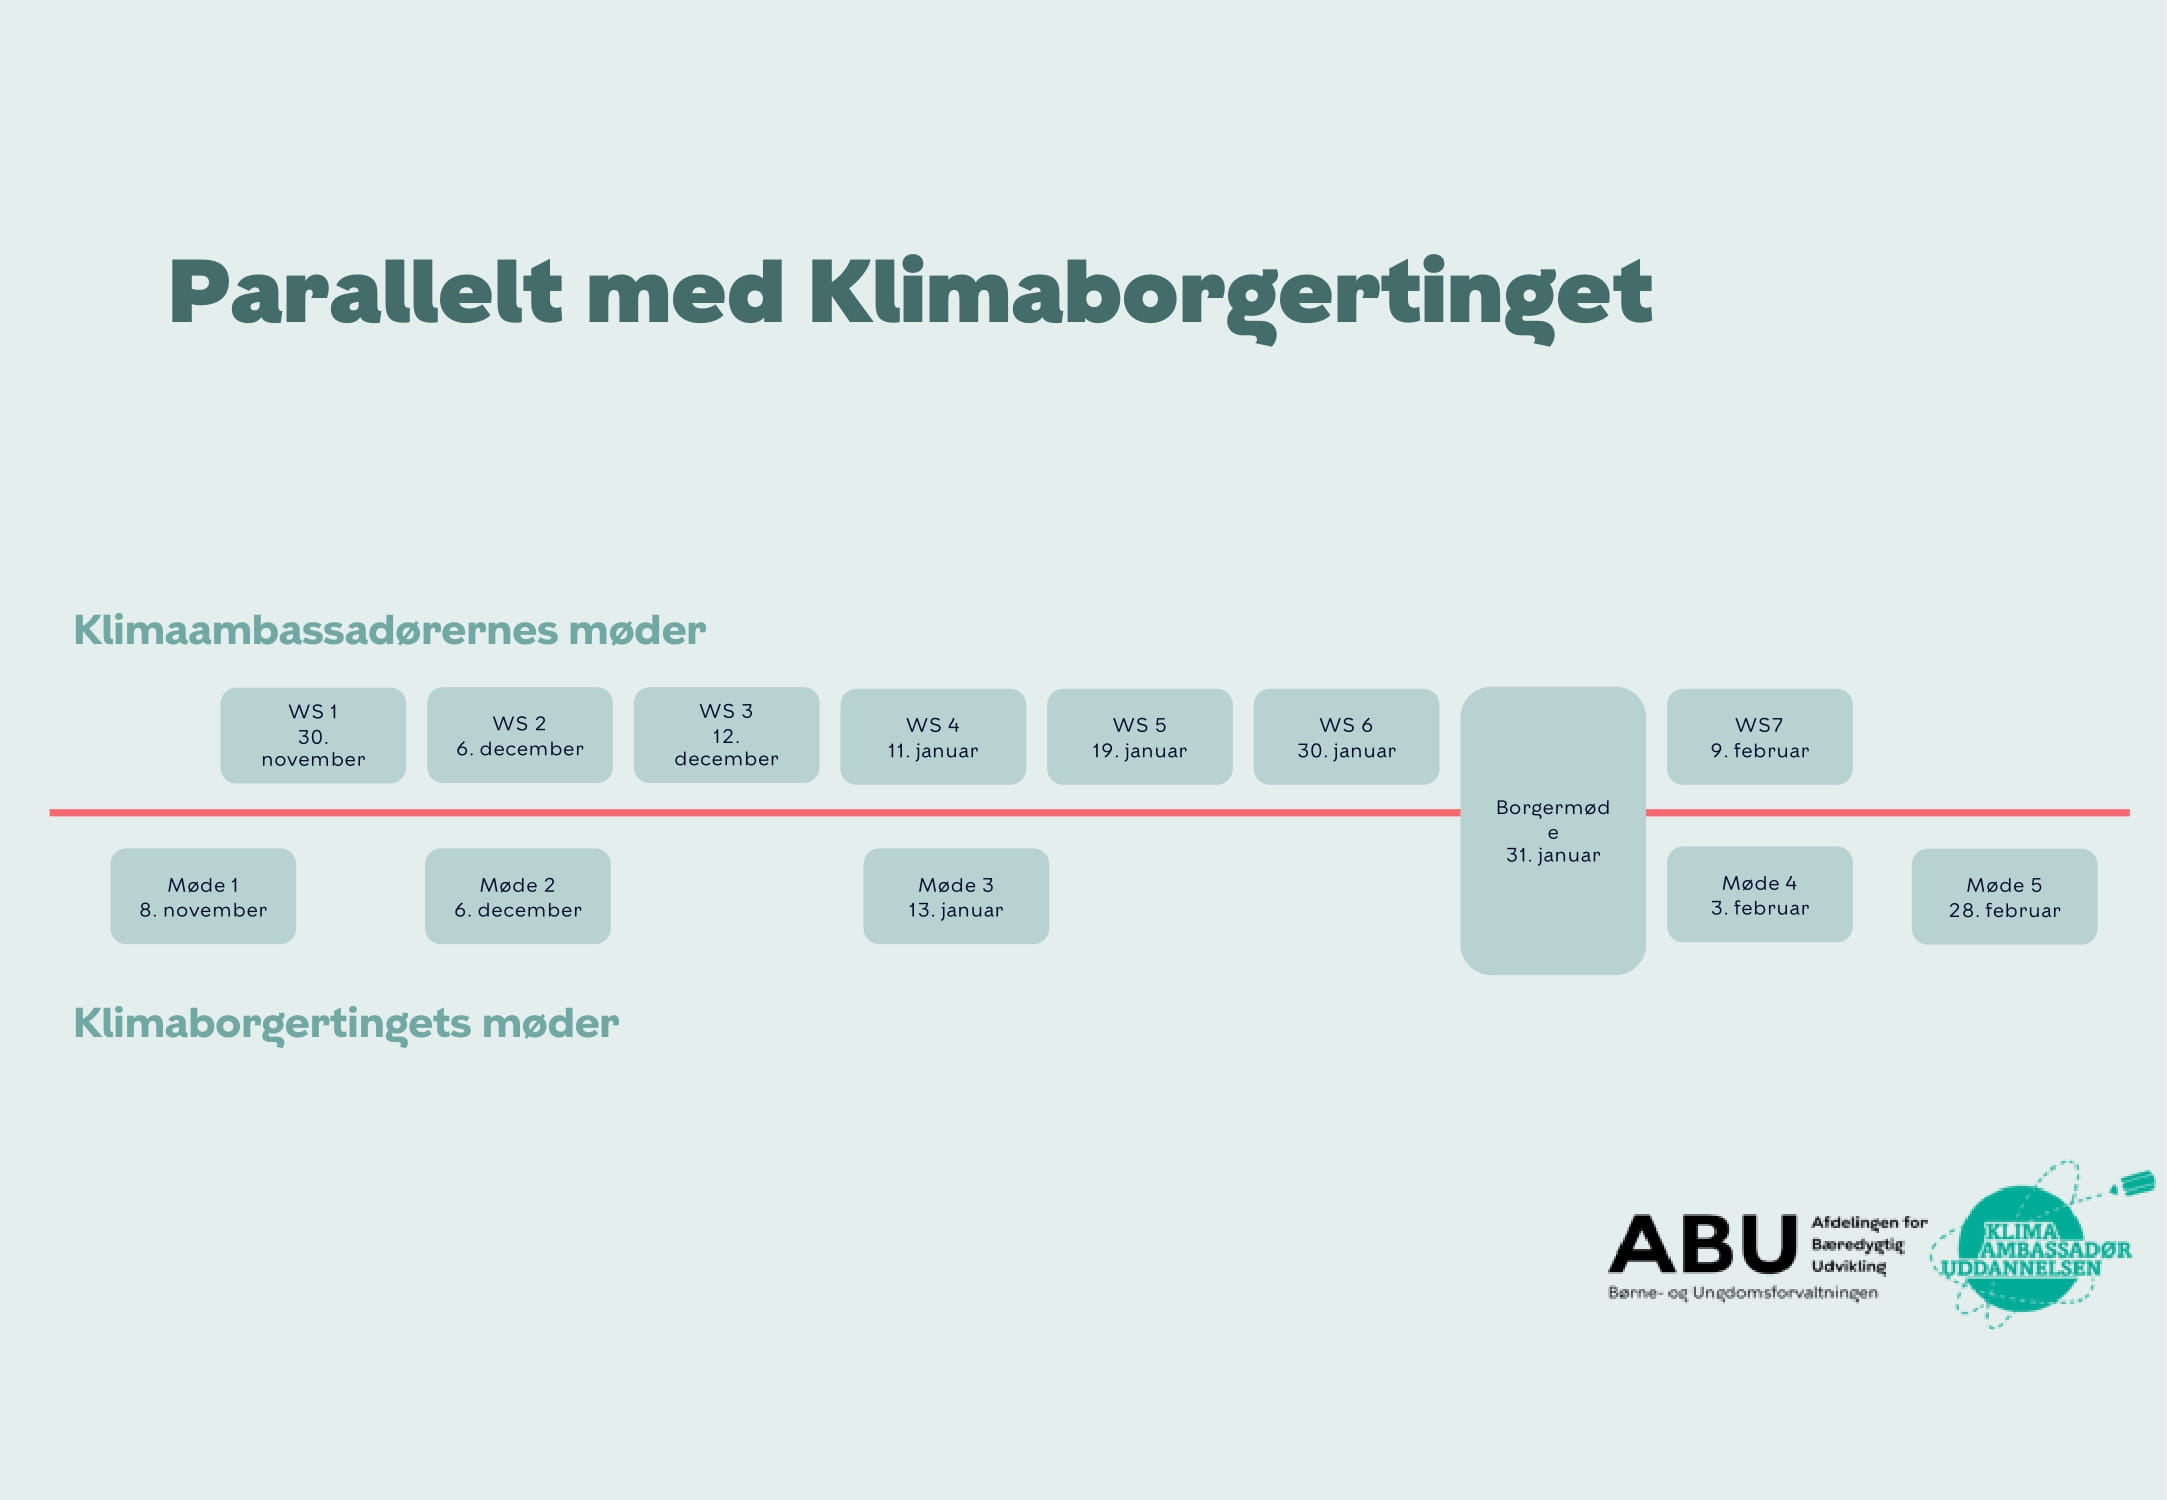 Parallelt med Klimaborgertinget
Klimaambassadørernes møder
WS 1
30.
november
WS 2
6. december
WS 3
12.
december
WS 4
11. januar
WS 5
19. januar
WS 6
30. januar
Borgermød
e
31. januar
WS7
9. februar
Møde 1
8. november
Møde 2
6. december
Møde 3
13. januar
Møde 4
3. februar
Møde 5
28. februar
Klimaborgertingets møder
ABU
Afdelingen for
Bæredygtig
Udvikling
Børne- og Ungdomsforvaltningen
KLIMA
AMBASSADØR
UDDANNELSEN